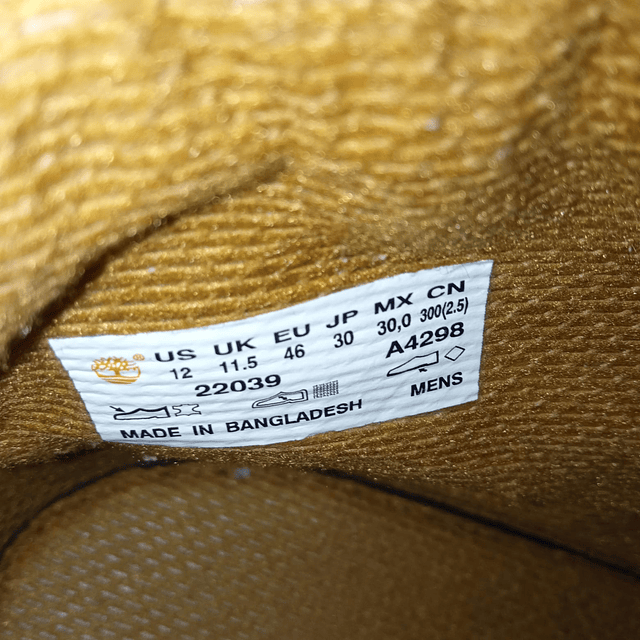 ® US UK EU JP MX CN
12 11.5 46 30 30,0 300(2.5)
22039 A4298
MADE IN BANGLADESH MENS